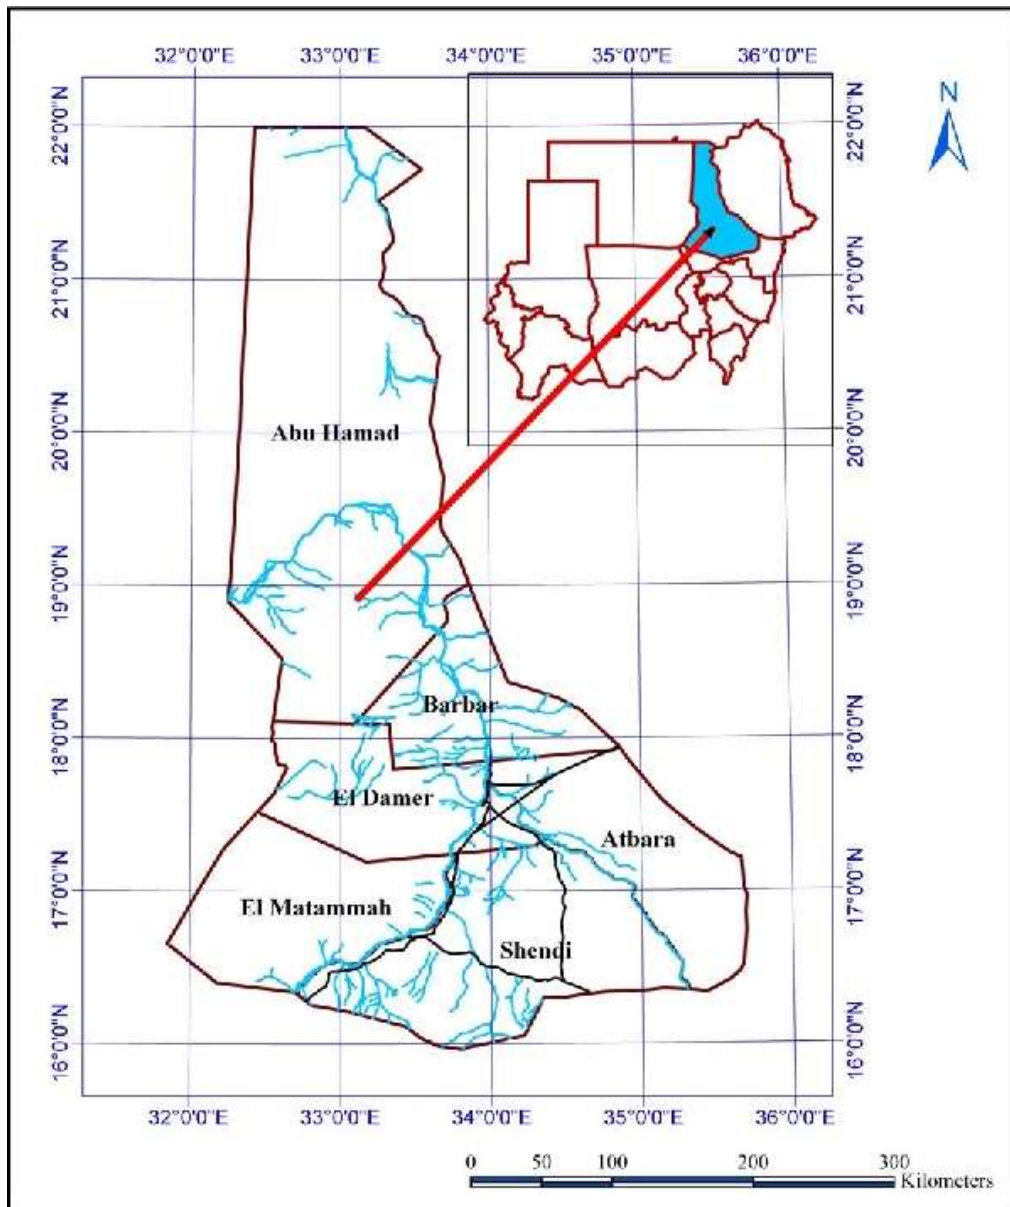 32°0'0"E 33°0'0"E 34°0'0"E 35°0'0"E 36°0'0"E
N
22°0'0"N 22°0'0"N
21°0'0"N 21°0'0"N
Abu Hamad
20°0'0"N 20°0'0"N
19°0'0"N 19°0'0"N
Barbar
18°0'0"N 18°0'0"N
El Damer
Atbara
17°0'0"N 17°0'0"N
El Matammah
Shendi
16°0'0"N 16°0'0"N
32°0'0"E 33°0'0"E 34°0'0"E 35°0'0"E 36°0'0"E
0 50 100 200 300
Kilometers